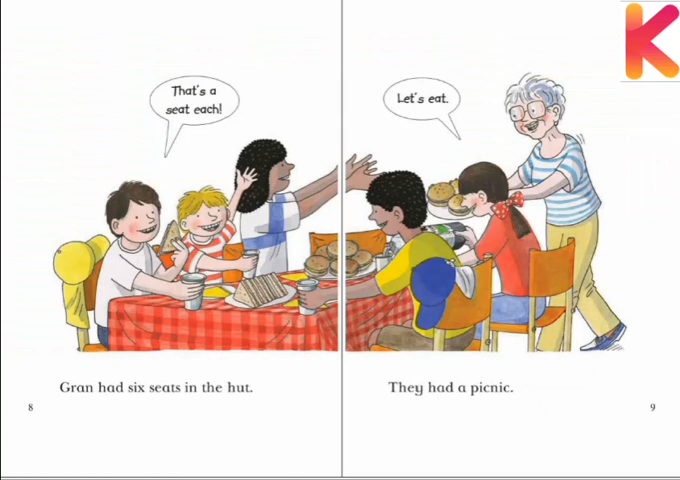 That's a
seat each!
Let's eat.
Gran had six seats in the hut.
They had a picnic.
8
9
K